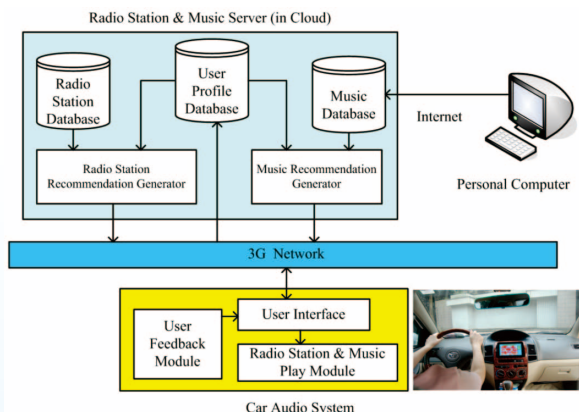 Radio Station & Music Server (in Cloud)
Radio
Station
Database
User
Profile
Database
Music
Database
Internet
Radio Station
Recommendation Generator
Music Recommendation
Generator
Personal Computer
3G Network
User Interface
User
Feedback
Module
Radio Station & Music
Play Module
Car Audio System